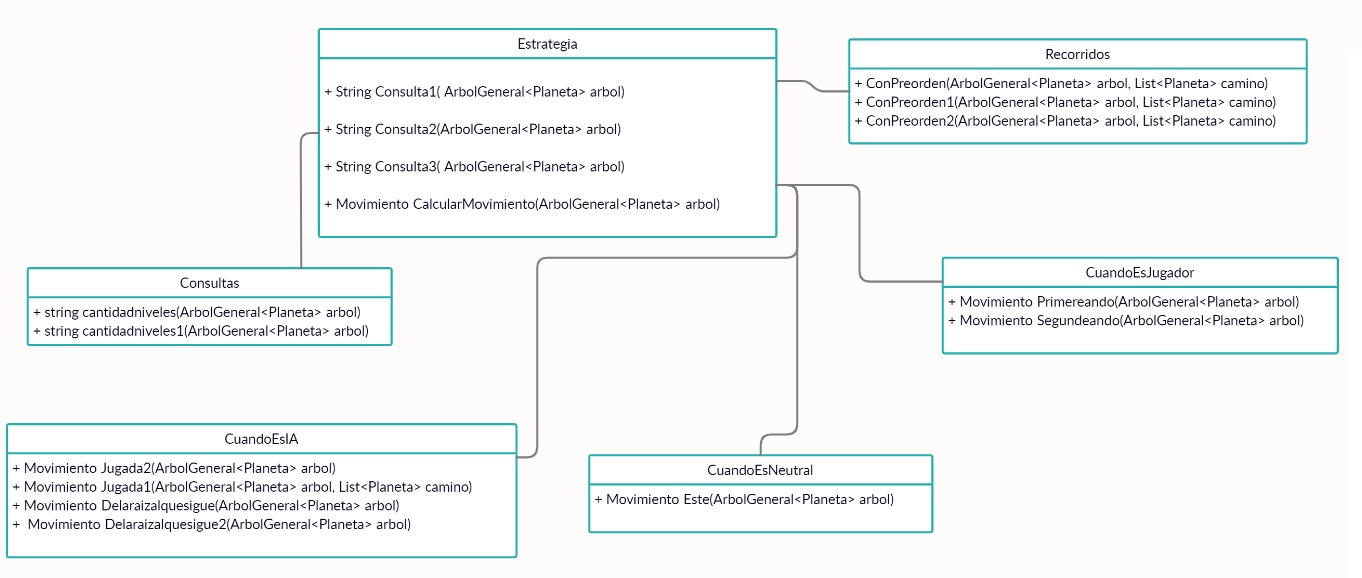 Estrategia
+ String Consulta1( ArbolGeneral<Planeta> arbol)
+ String Consulta2(ArbolGeneral<Planeta> arbol)
+ String Consulta3( ArbolGeneral<Planeta> arbol)
+ Movimiento CalcularMovimiento(ArbolGeneral<Planeta> arbol)
Recorridos
+ ConPreorden(ArbolGeneral<Planeta> arbol, List<Planeta> camino)
+ ConPreorden1(ArbolGeneral<Planeta> arbol, List<Planeta> camino)
+ ConPreorden2(ArbolGeneral<Planeta> arbol, List<Planeta> camino)
Consultas
+ string cantidadniveles(ArbolGeneral<Planeta> arbol)
+ string cantidadniveles1(ArbolGeneral<Planeta> arbol)
CuandoEsJugador
+ Movimiento Primereando(ArbolGeneral<Planeta> arbol)
+ Movimiento Segundeando(ArbolGeneral<Planeta> arbol)
CuandoEsIA
+ Movimiento Jugada2(ArbolGeneral<Planeta> arbol)
+ Movimiento Jugada1(ArbolGeneral<Planeta> arbol, List<Planeta> camino)
+ Movimiento Delaraizalquesigue(ArbolGeneral<Planeta> arbol)
+  Movimiento Delaraizalquesigue2(ArbolGeneral<Planeta> arbol)
CuandoEsNeutral
+ Movimiento Este(ArbolGeneral<Planeta> arbol)